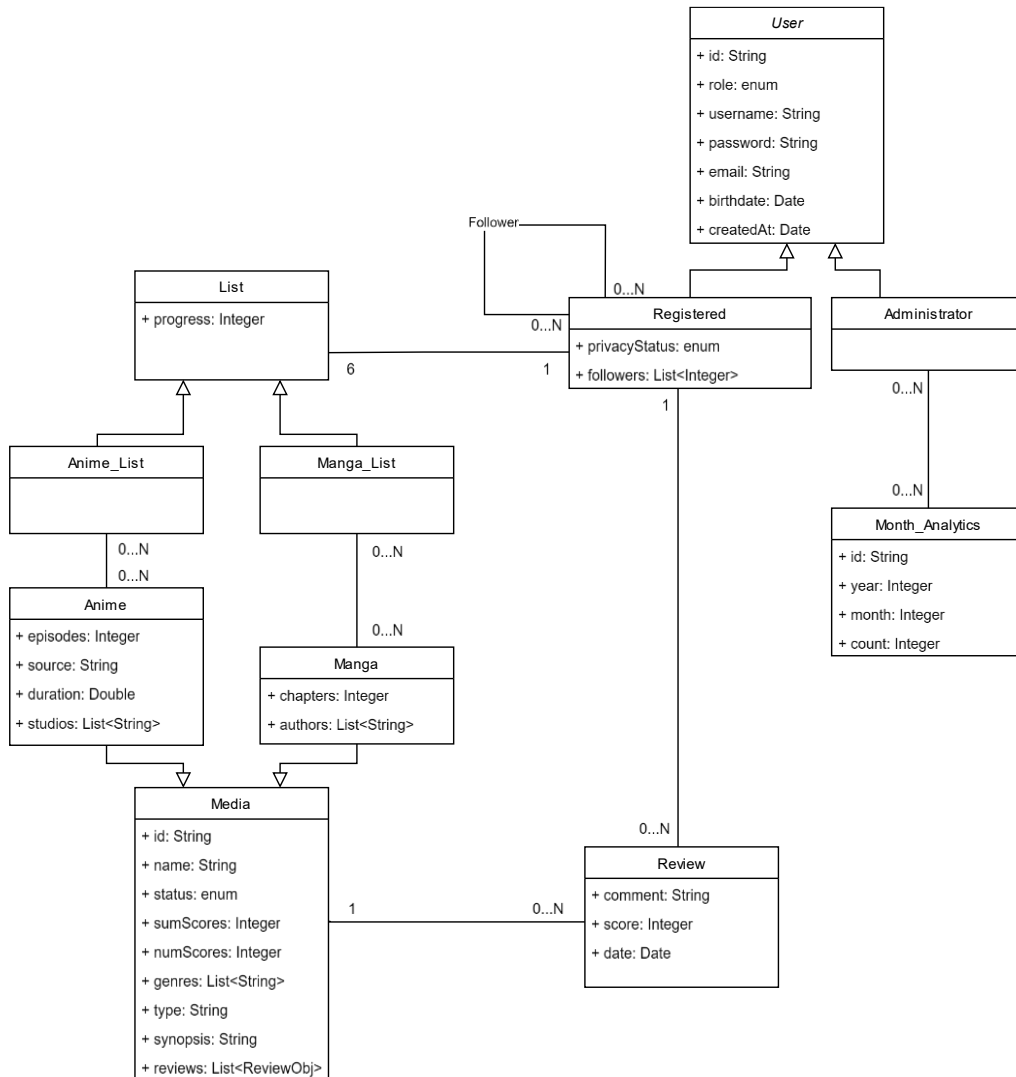 User
+ id: String
+ role: enum
+ username: String
+ password: String
+ email: String
+ birthdate: Date
+ createdAt: Date
Follower
0...N
0...N
List
+ progress: Integer
6
1
Registered
+ privacyStatus: enum
+ followers: List<Integer>
1
Administrator
0...N
0...N
Anime_List
0...N
0...N
Manga_List
0...N
0...N
Month_Analytics
+ id: String
+ year: Integer
+ month: Integer
+ count: Integer
Anime
+ episodes: Integer
+ source: String
+ duration: Double
+ studios: List<String>
Manga
+ chapters: Integer
+ authors: List<String>
Media
+ id: String
+ name: String
+ status: enum
+ sumScores: Integer
+ numScores: Integer
+ genres: List<String>
+ type: String
+ synopsis: String
+ reviews: List<ReviewObj>
1
0...N
0...N
Review
+ comment: String
+ score: Integer
+ date: Date